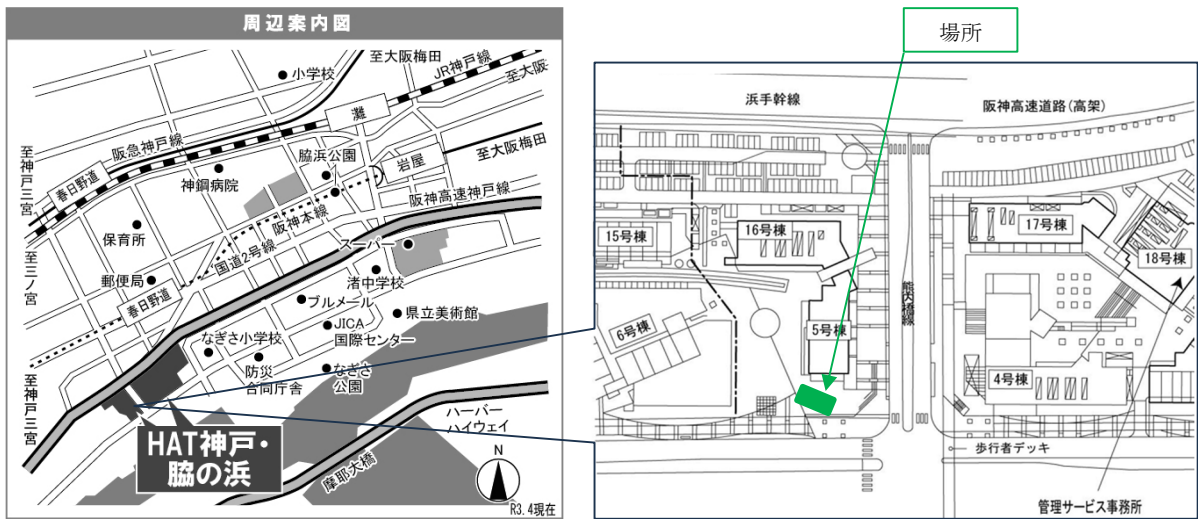 周辺案内図
小学校
至大阪梅田
JR神戸線
至大阪
灘
阪急神戸線
春日野道
至神戸三宮
神鋼病院
脇浜公園
岩屋
至大阪梅田
阪神高速神戸線
阪神本線
保育所
国道2号線
スーパー
至三ノ宮
郵便局
春日野道
渚中学校
ブルメール
県立美術館
JICA
国際センター
なぎさ小学校
防災
合同庁舎
なぎさ
公園
至神戸三宮
ハーバー
ハイウェイ
摩耶大橋
HAT神戸・
脇の浜
N
R3.4現在
場所
浜手幹線
阪神高速道路(高架)
15号棟
16号棟
17号棟
18号棟
熊内橋線
6号棟
5号棟
4号棟
歩行者デッキ
管理サービス事務所